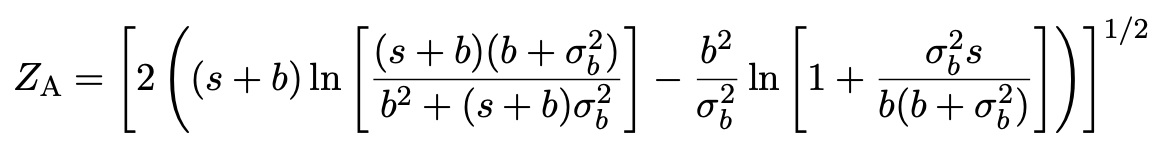 Z_A = [ 2 ( (s + b) ln [ (s + b)(b + σ_b^2) / (b^2 + (s + b)σ_b^2) ] − (b^2 / σ_b^2) ln [ 1 + σ_b^2 s / (b(b + σ_b^2)) ] ) ]^{1/2}